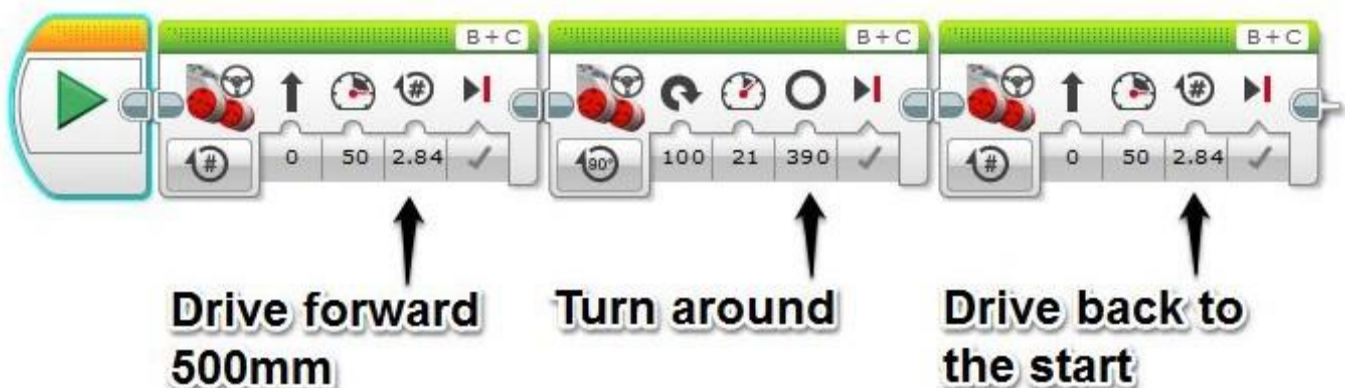 B+C B+C B+C
# # #
0 50 2.84 100 21 390 0 50 2.84
# 90° #
Drive forward Turn around Drive back to
500mm the start